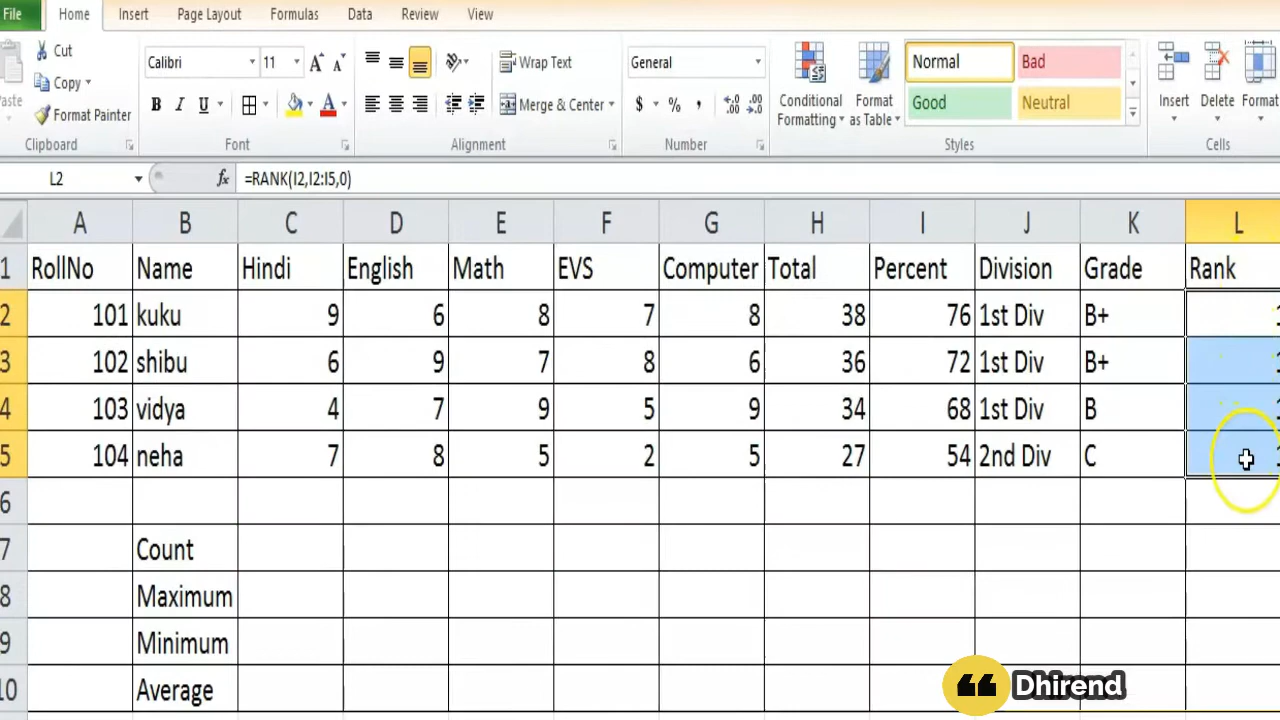 File Home Insert Page Layout Formulas Data Review View
Cut
Copy
Paste
Format Painter
Calibri 11
B I U
Wrap Text
Merge & Center
General
$ %
Conditional Formatting
Format as Table
Normal Bad
Good Neutral
Insert Delete Format
Clipboard Font Alignment Number Styles Cells
L2 fx =RANK(I2,I2:I5,0)
A B C D E F G H I J K L
1 RollNo Name Hindi English Math EVS Computer Total Percent Division Grade Rank
2 101 kuku 9 6 8 7 8 38 76 1st Div B+ 1
3 102 shibu 6 9 7 8 6 36 72 1st Div B+ 1
4 103 vidya 4 7 9 5 9 34 68 1st Div B 1
5 104 neha 7 8 5 2 5 27 54 2nd Div C 1
6
7 Count
8 Maximum
9 Minimum
10 Average
Dhirend